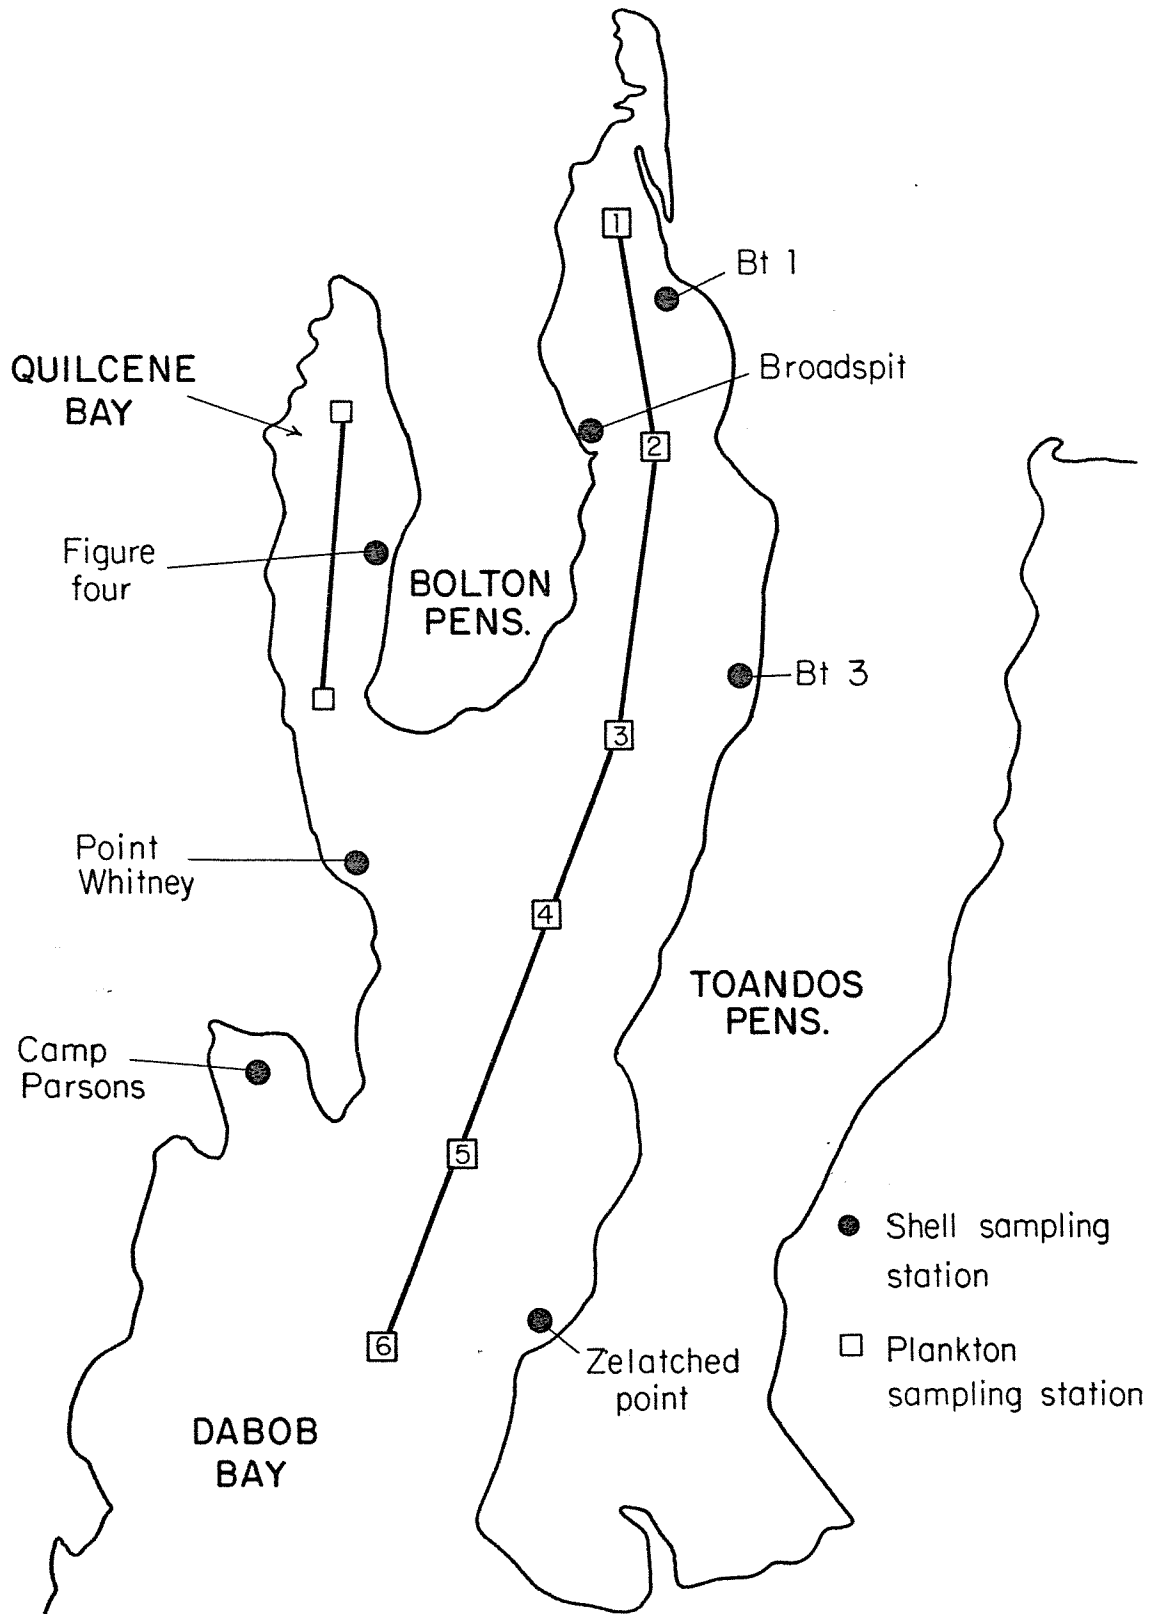 1
Bt 1
QUILCENE
BAY
Broadspit
2
Figure
four
BOLTON
PENS.
Bt 3
3
Point
Whitney
4
TOANDOS
PENS.
Camp
Parsons
5
Shell sampling
station
6
Zelatched
point
Plankton
sampling station
DABOB
BAY